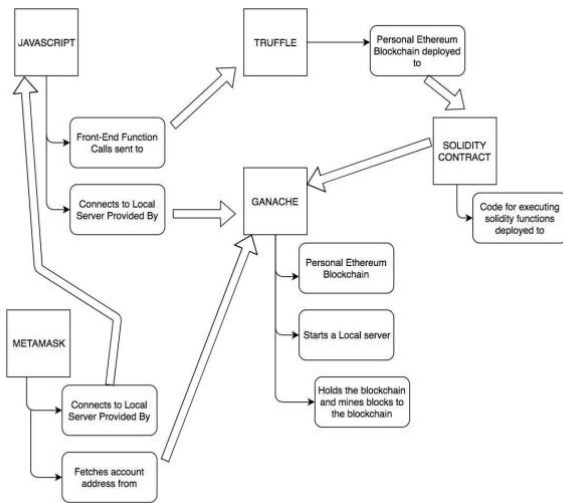 JAVASCRIPT
TRUFFLE
Personal Ethereum
Blockchain deployed
to
Front-End Function
Calls sent to
SOLIDITY
CONTRACT
Connects to Local
Server Provided By
GANACHE
Code for executing
solidity functions
deployed to
Personal Ethereum
Blockchain
Starts a Local server
METAMASK
Holds the blockchain
and mines blocks to
the blockchain
Connects to Local
Server Provided By
Fetches account
address from